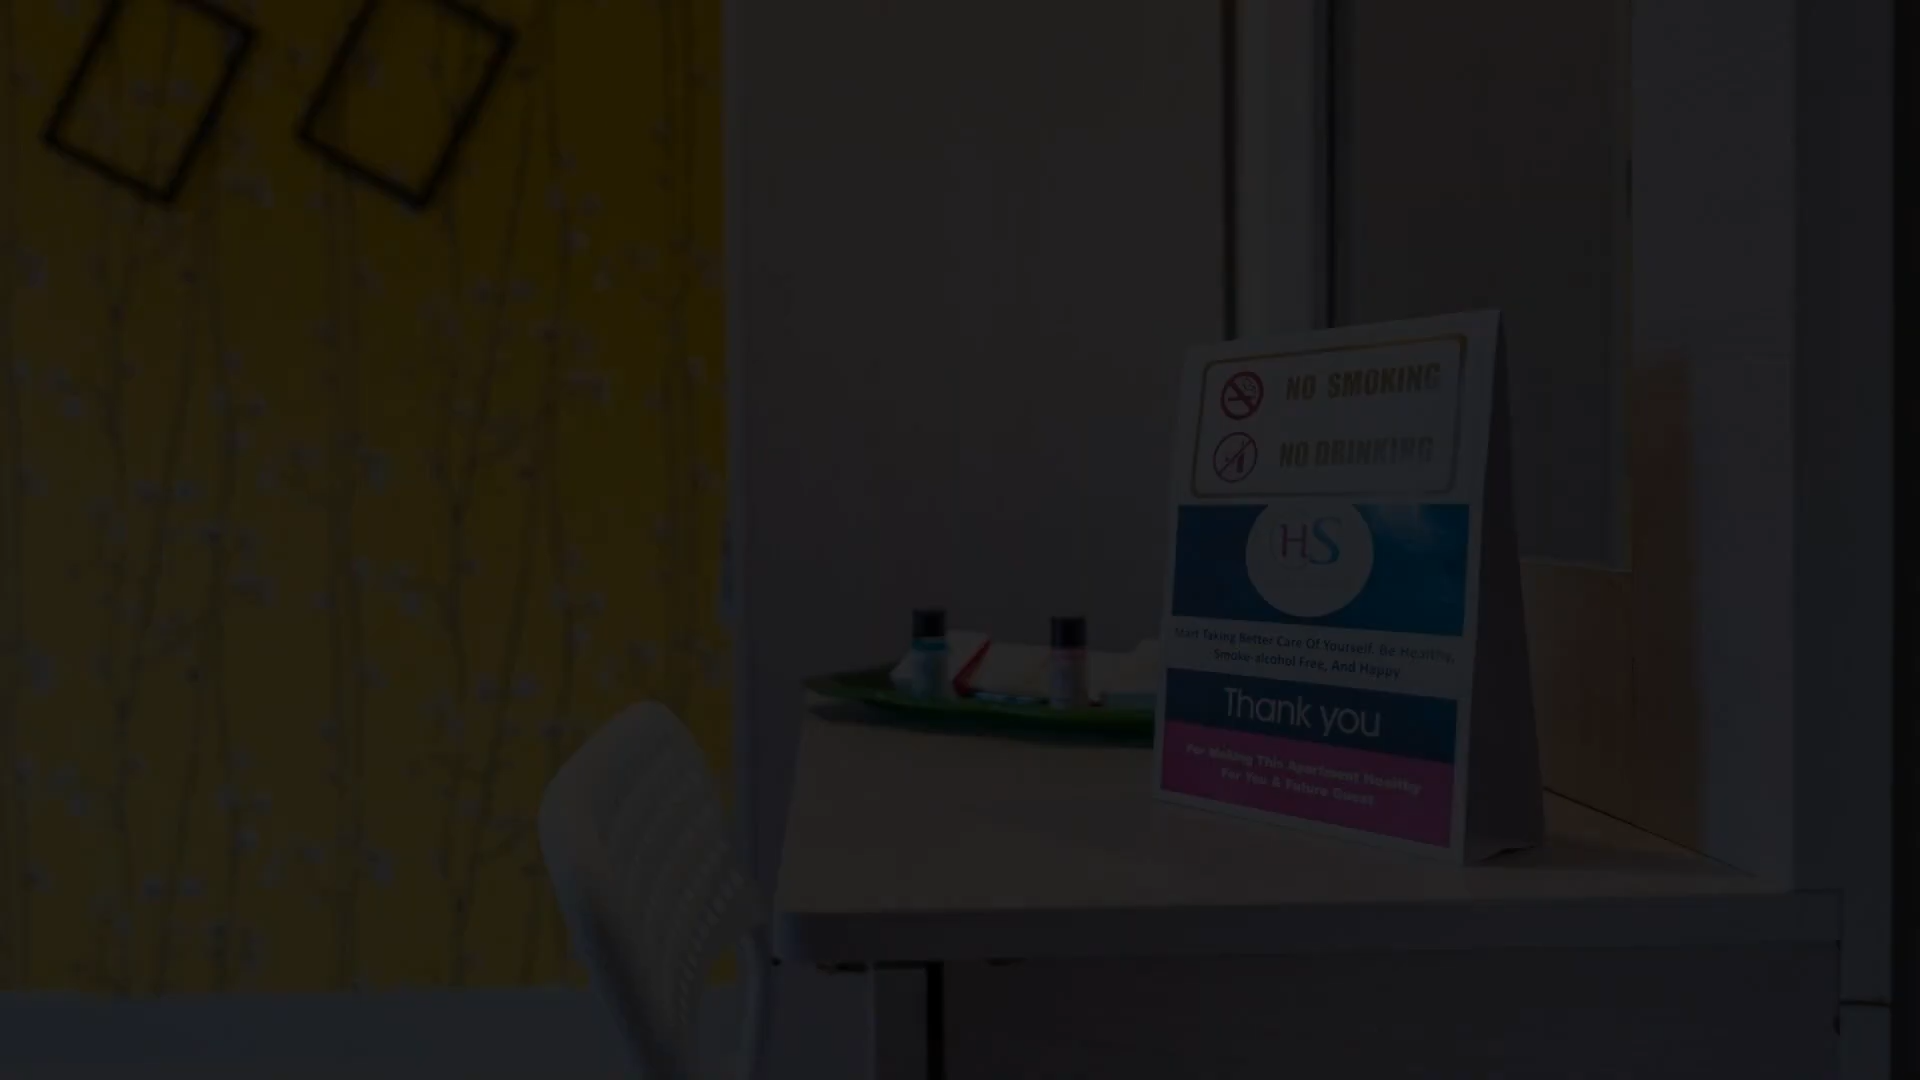 NO SMOKING
NO DRINKING
HS
Start Taking Better Care Of Yourself. Be Healthy,
Smoke-alcohol Free, And Happy
Thank you
For Making This Apartment Healthy
For You & Future Guest